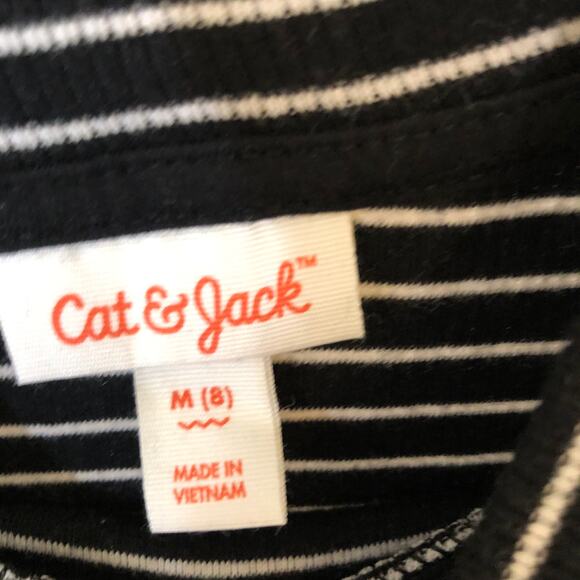 Cat & Jack™
M (8)
MADE IN
VIETNAM